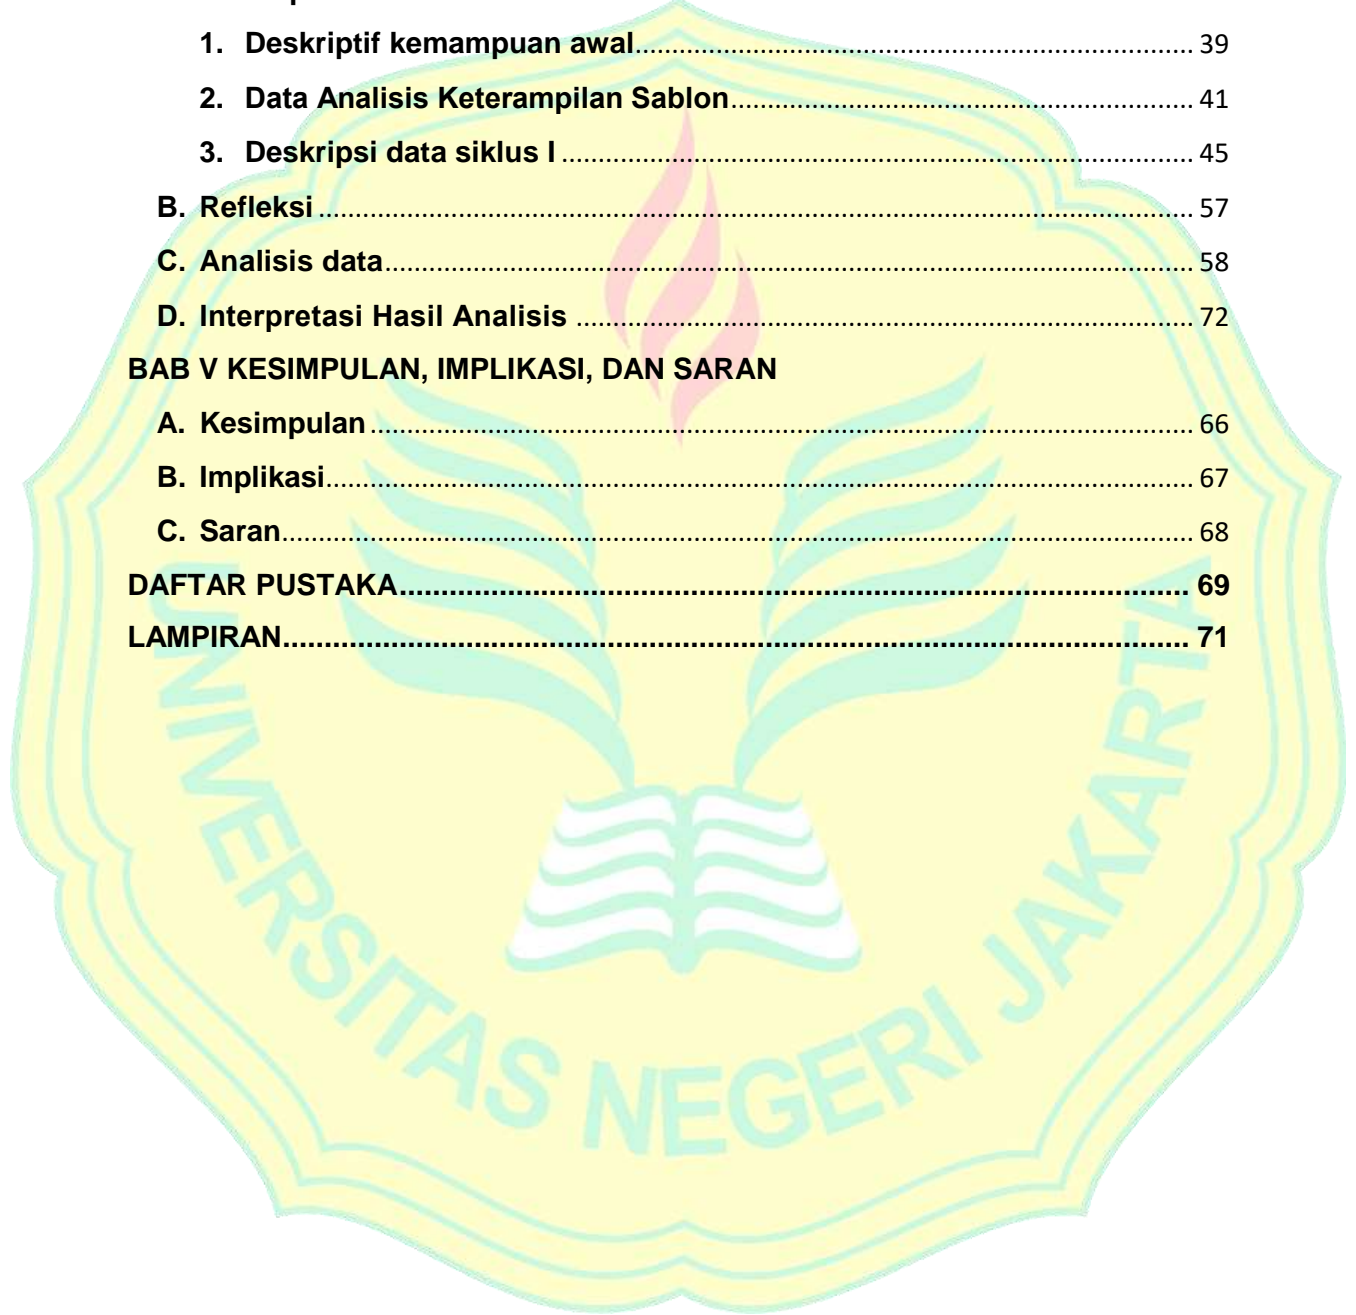 1. Deskriptif kemampuan awal........ 39
2. Data Analisis Keterampilan Sablon........ 41
3. Deskripsi data siklus I ........ 45
B. Refleksi ........ 57
C. Analisis data........ 58
D. Interpretasi Hasil Analisis ........ 72
BAB V KESIMPULAN, IMPLIKASI, DAN SARAN
A. Kesimpulan ........ 66
B. Implikasi........ 67
C. Saran........ 68
DAFTAR PUSTAKA........ 69
LAMPIRAN........ 71
UNIVERSITAS NEGERI JAKARTA